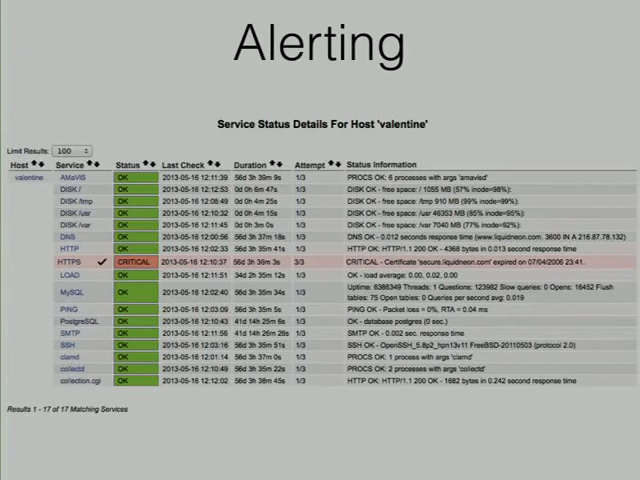 Alerting
Service Status Details For Host 'valentine'
Limit Results: 100
Host Service Status Last Check Duration Attempt Status Information
valentine AMaViS OK 2013-05-16 12:11:39 56d 3h 39m 9s 1/3 PROCS OK: 6 processes with args 'amavisd'
DISK / OK 2013-05-16 12:12:53 0d 0h 6m 47s 1/3 DISK OK - free space: / 1055 MB (57% inode=98%):
DISK /tmp OK 2013-05-16 12:08:49 0d 0h 4m 25s 1/3 DISK OK - free space: /tmp 910 MB (99% inode=99%):
DISK /usr OK 2013-05-16 12:10:32 0d 0h 4m 15s 1/3 DISK OK - free space: /usr 46353 MB (85% inode=95%):
DISK /var OK 2013-05-16 12:11:45 0d 0h 3m 0s 1/3 DISK OK - free space: /var 7040 MB (77% inode=92%):
DNS OK 2013-05-16 12:00:56 56d 3h 37m 18s 1/3 DNS OK: 0.012 seconds response time (www.liquidneon.com. 3600 IN A 216.87.78.132)
HTTP OK 2013-05-16 12:02:33 56d 3h 35m 41s 1/3 HTTP OK: HTTP/1.1 200 OK - 4368 bytes in 0.013 second response time
HTTPS CRITICAL 2013-05-16 12:10:37 56d 3h 36m 3s 3/3 CRITICAL - Certificate 'secure.liquidneon.com' expired on 07/04/2006 23:41.
LOAD OK 2013-05-16 12:11:51 34d 2h 35m 12s 1/3 OK - load average: 0.00, 0.02, 0.00
MySQL OK 2013-05-16 12:02:40 56d 3h 35m 34s 1/3 Uptime: 6386349 Threads: 1 Questions: 123982 Slow queries: 0 Opens: 16452 Flush
tables: 75 Open tables: 0 Queries per second avg: 0.019
PING OK 2013-05-16 12:03:09 56d 3h 35m 5s 1/3 PING OK - Packet loss = 0%, RTA = 0.04 ms
PostgreSQL OK 2013-05-16 12:10:43 41d 14h 25m 6s 1/3 OK - database postgres (0 sec.)
SMTP OK 2013-05-16 12:11:56 41d 26m 28s 1/3 SMTP OK - 0.002 sec. response time
SSH OK 2013-05-16 12:03:16 56d 3h 35m 51s 1/3 SSH OK - OpenSSH_5.8p2_hpn13v11 FreeBSD-20110503 (protocol 2.0)
clamd OK 2013-05-16 12:01:14 56d 3h 37m 0s 1/3 PROCS OK: 1 process with args 'clamd'
collectd OK 2013-05-16 12:10:49 56d 3h 35m 22s 1/3 PROCS OK: 2 processes with args 'collectd'
collection.cgi OK 2013-05-16 12:12:02 56d 3h 38m 45s 1/3 HTTP OK: HTTP/1.1 200 OK - 1682 bytes in 0.242 second response time
Results 1 - 17 of 17 Matching Services